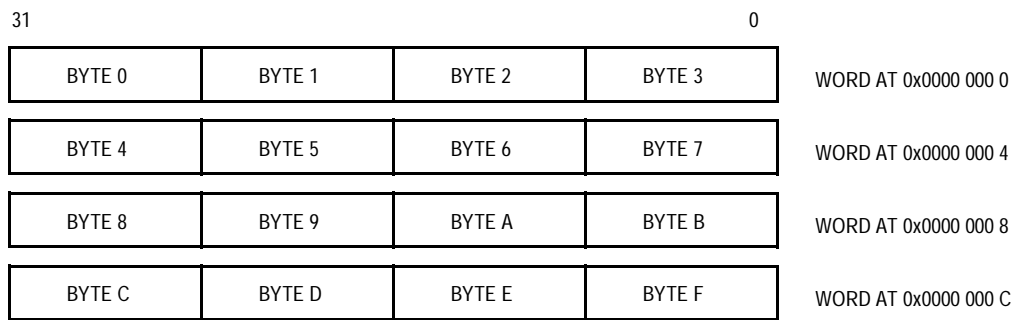 31 0
BYTE 0 BYTE 1 BYTE 2 BYTE 3 WORD AT 0x0000 000 0
BYTE 4 BYTE 5 BYTE 6 BYTE 7 WORD AT 0x0000 000 4
BYTE 8 BYTE 9 BYTE A BYTE B WORD AT 0x0000 000 8
BYTE C BYTE D BYTE E BYTE F WORD AT 0x0000 000 C